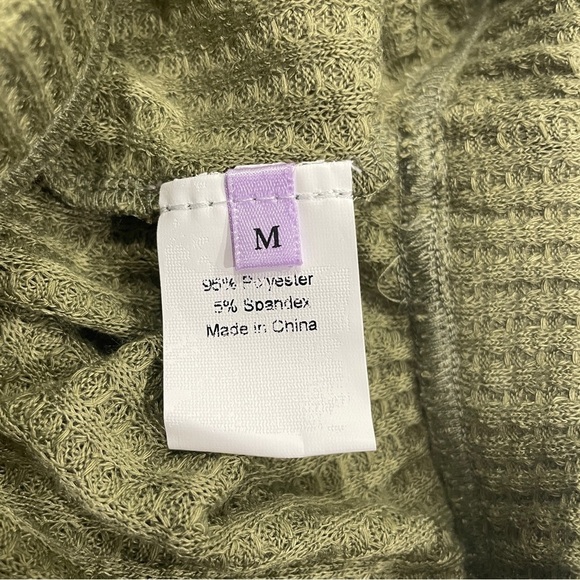 M
95% Polyester
5% Spandex
Made in China